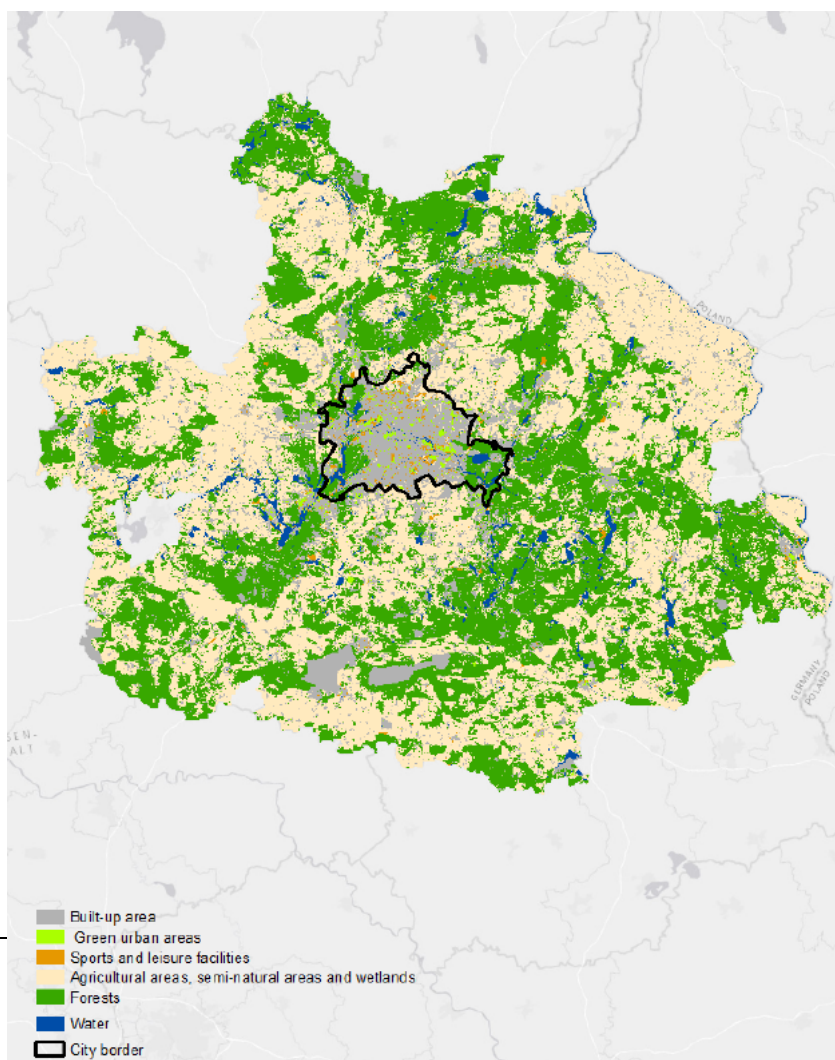 POLAND
GERMANY
POLAND
SEN-
ALT
Built-up area
Green urban areas
Sports and leisure facilities
Agricultural areas, semi-natural areas and wetlands
Forests
Water
City border